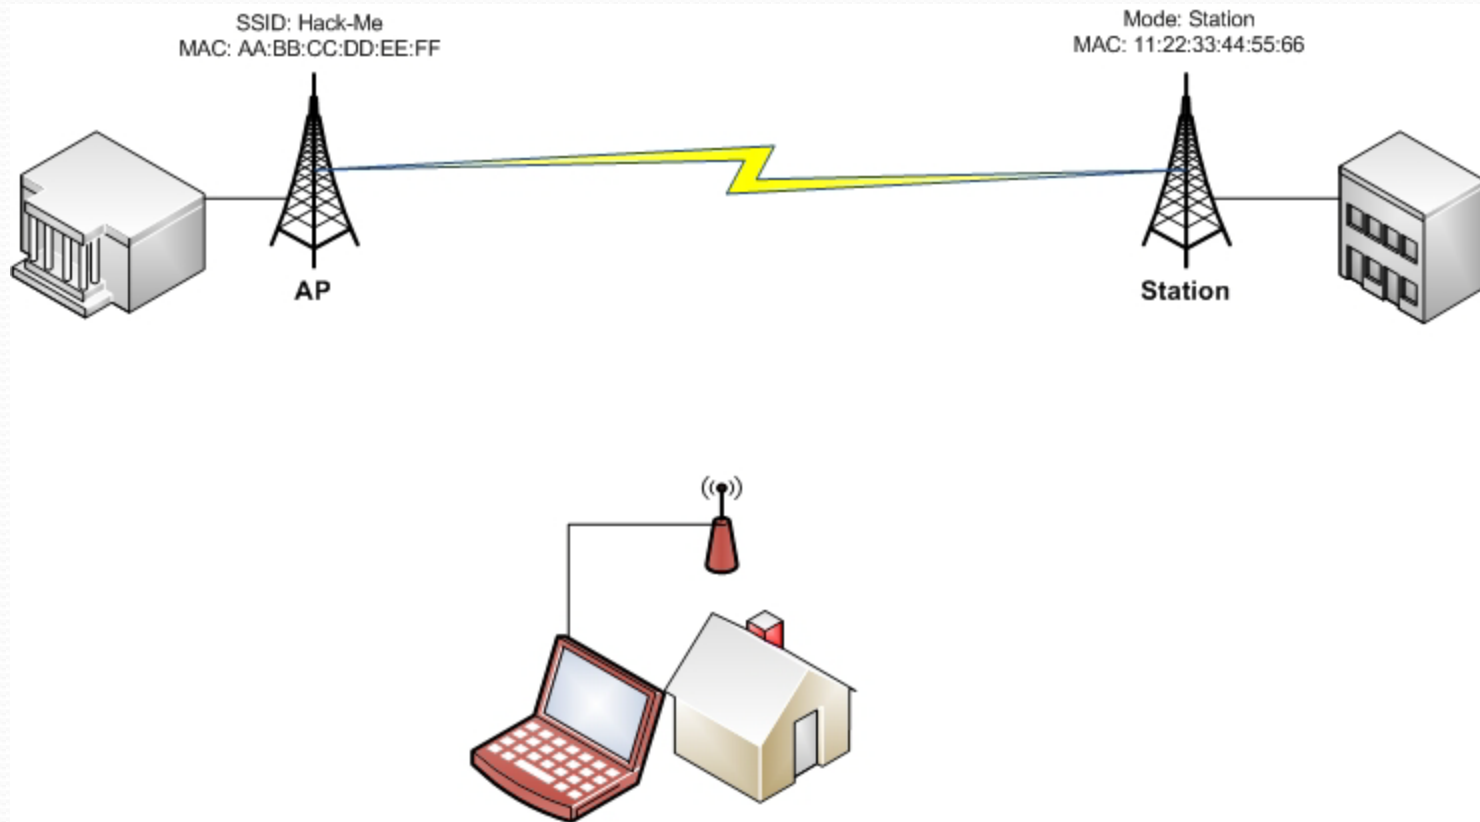 SSID: Hack-Me
MAC: AA:BB:CC:DD:EE:FF
Mode: Station
MAC: 11:22:33:44:55:66
AP
Station